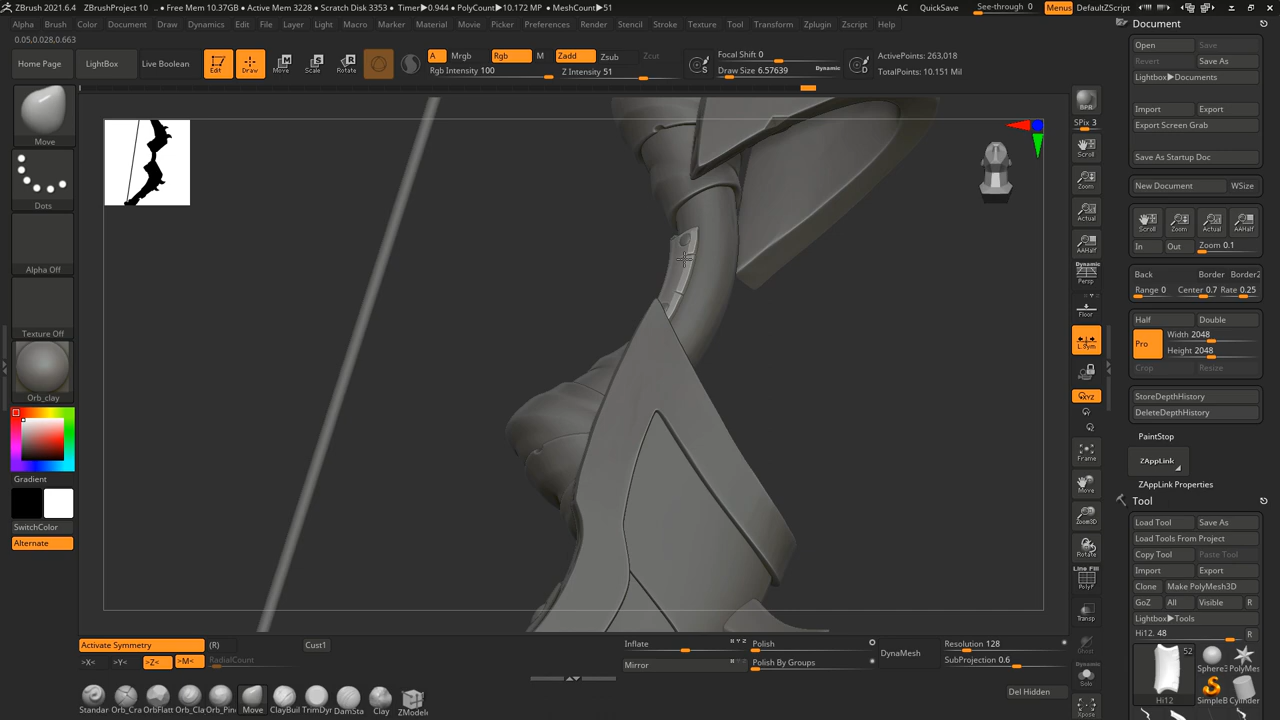 ZBrush 2021.6.4 ZBrushProject 10 • Free Mem 10.37GB • Active Mem 3228 • Scratch Disk 3353 • Timer▶0.944 • PolyCount▶10.172 MP • MeshCount▶51 AC QuickSave See-through 0 Menus DefaultZScript
Alpha Brush Color Document Draw Dynamics Edit File Layer Light Macro Marker Material Movie Picker Preferences Render Stencil Stroke Texture Tool Transform Zplugin Zscript Help
0.05,0.028,0.663
Home Page LightBox Live Boolean Edit Draw Move Scale Rotate
A Mrgb Rgb M Zadd Zsub Zcut
Rgb Intensity 100 Z Intensity 51
S Focal Shift 0
Draw Size 6.57639 Dynamic
D ActivePoints: 263,018
TotalPoints: 10.151 Mil
Move
Dots
Alpha Off
Texture Off
Orb_clay
Gradient
SwitchColor
Alternate
BPR
SPix 3
Scroll
Zoom
Actual
AAHalf
Dynamic
Persp
Floor
L.Sym
XYZ
Frame
Move
Zoom3D
Rotate
Line Fill
PolyF
Transp
Ghost
Dynamic
Solo
Xpose
Document
Open Save
Revert Save As
Lightbox▶Documents
Import Export
Export Screen Grab
Save As Startup Doc
New Document WSize
Scroll Zoom Actual AAHalf
In Out Zoom 0.1
Back Border Border2
Range 0 Center 0.7 Rate 0.25
Half Double
Pro Width 2048
Height 2048
Crop Resize
StoreDepthHistory
DeleteDepthHistory
PaintStop
ZAppLink
ZAppLink Properties
Tool
Load Tool Save As
Load Tools From Project
Copy Tool Paste Tool
Import Export
Clone Make PolyMesh3D
GoZ All Visible R
Lightbox▶Tools
Hi12. 48 R
52
Hi12 Sphere3 PolyMes
SimpleB Cylinder
Activate Symmetry (R) Cust1
>X< >Y< >Z< >M< RadialCount
Inflate Polish
Mirror Polish By Groups
DynaMesh
Resolution 128
SubProjection 0.6
Del Hidden
Standar Orb_Cra OrbFlatt Orb_Cla Orb_Pin Move ClayBuil TrimDyr DamSta Clay ZModele